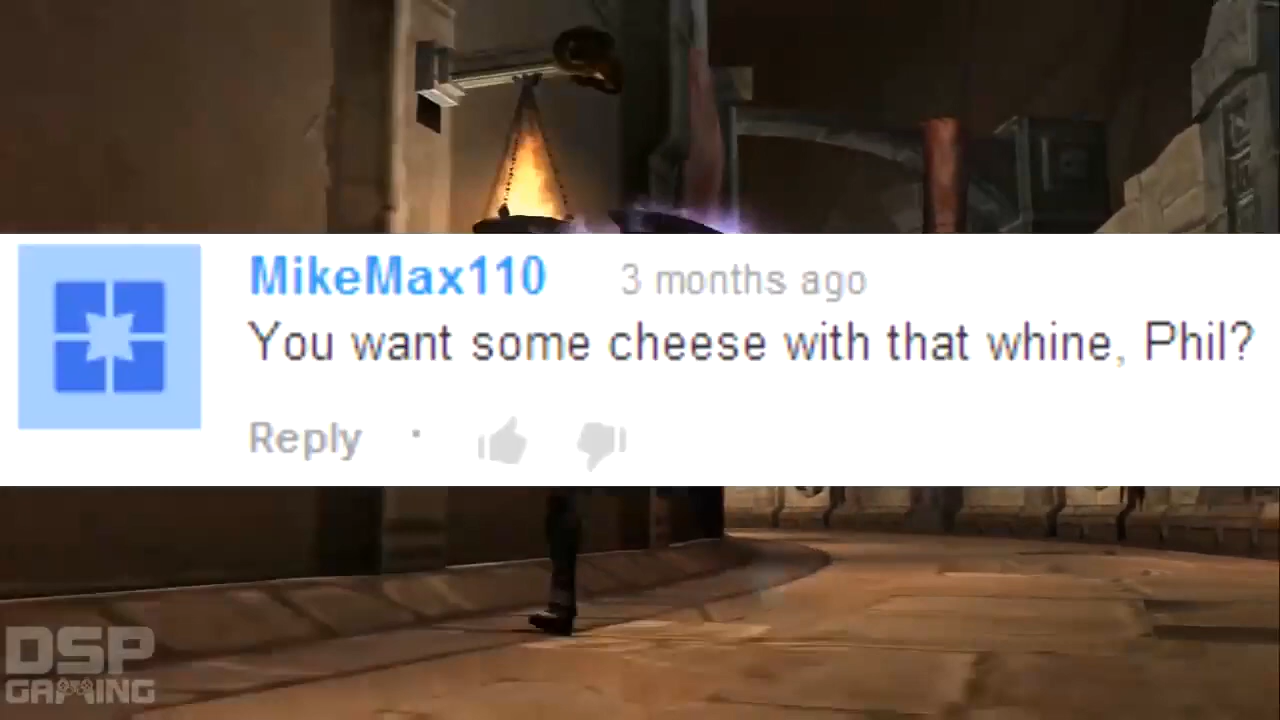 MikeMax110 3 months ago
You want some cheese with that whine, Phil?
Reply ·
DSP
GAMING